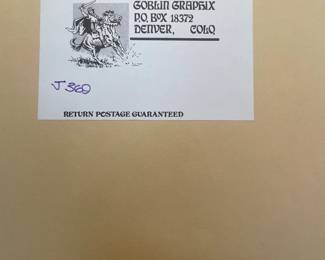 GOBLIN GRAPHIX
P.O. BOX 18372
DENVER, COLO
J 369
RETURN POSTAGE GUARANTEED